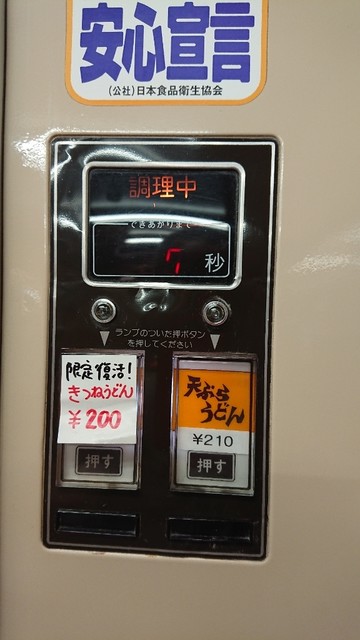 安心宣言
(公社)日本食品衛生協会
調理中
できあがりまで
7 秒
ランプのついた押ボタン
を押してください
限定復活!
きつねうどん
¥200
押す
天ぷら
うどん
¥210
押す